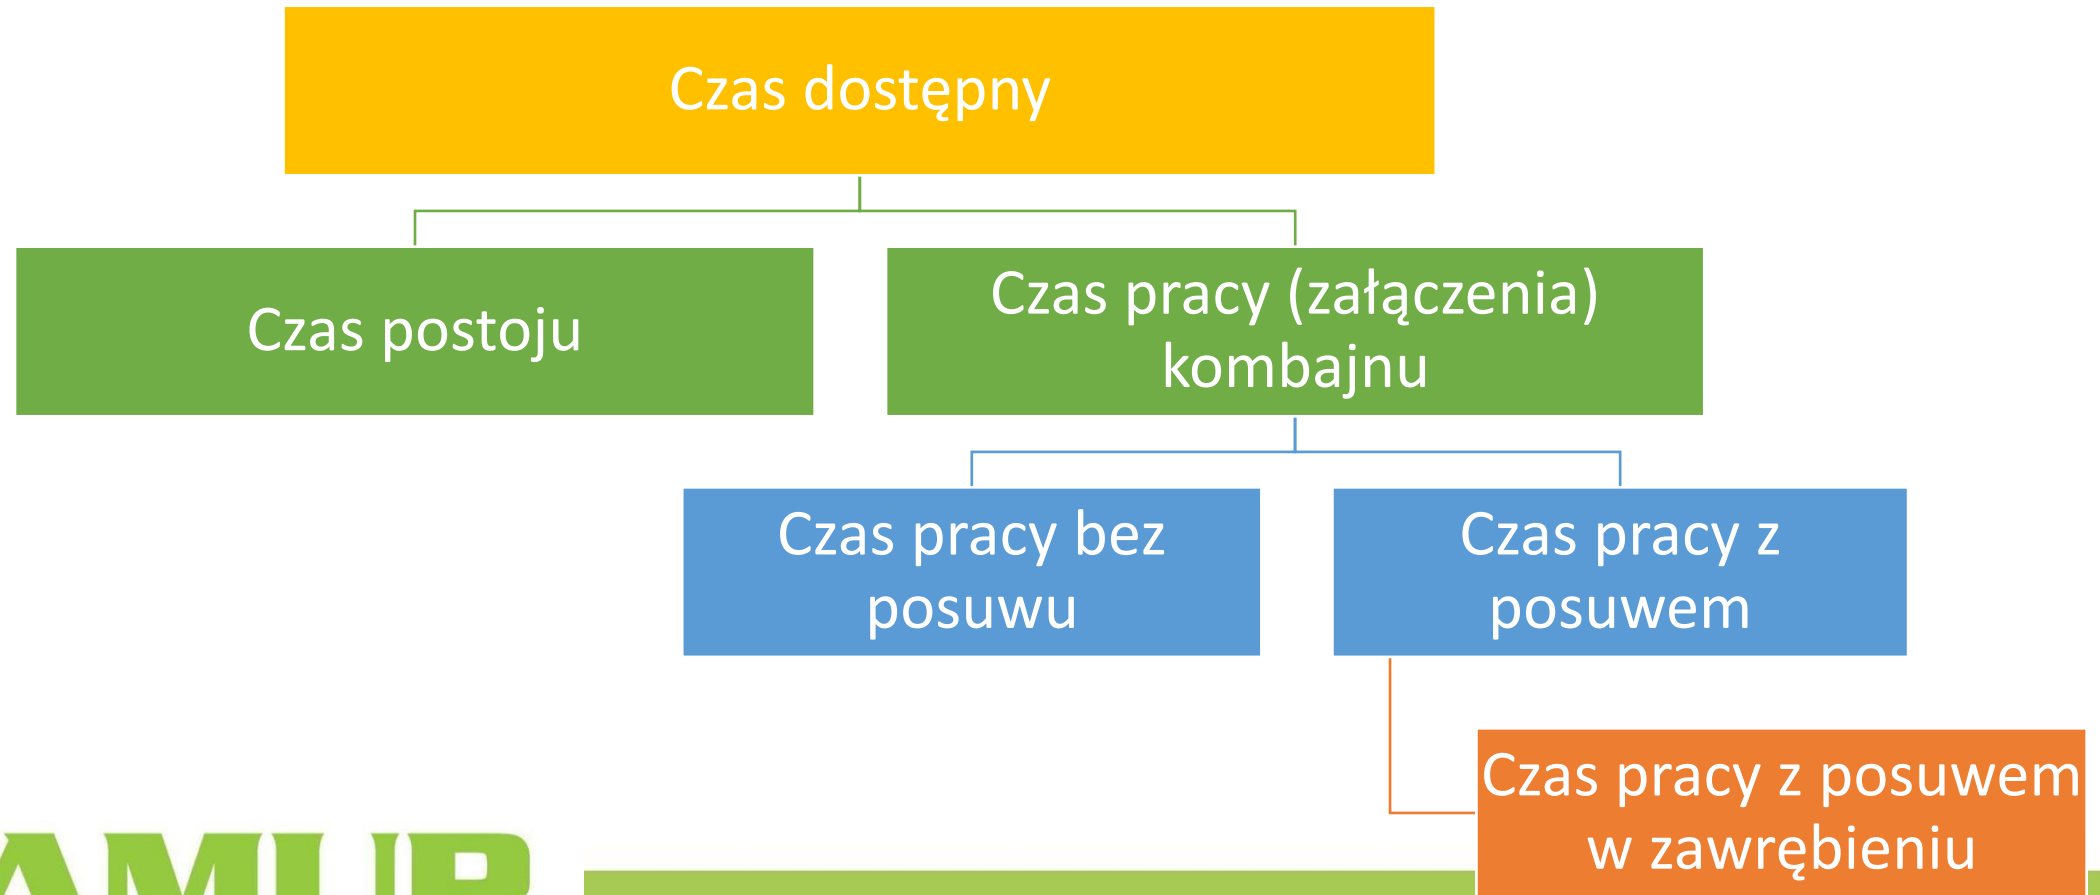 Czas dostępny
Czas postoju
Czas pracy (załączenia)
kombajnu
Czas pracy bez
posuwu
Czas pracy z
posuwem
Czas pracy z posuwem
w zawrębieniu